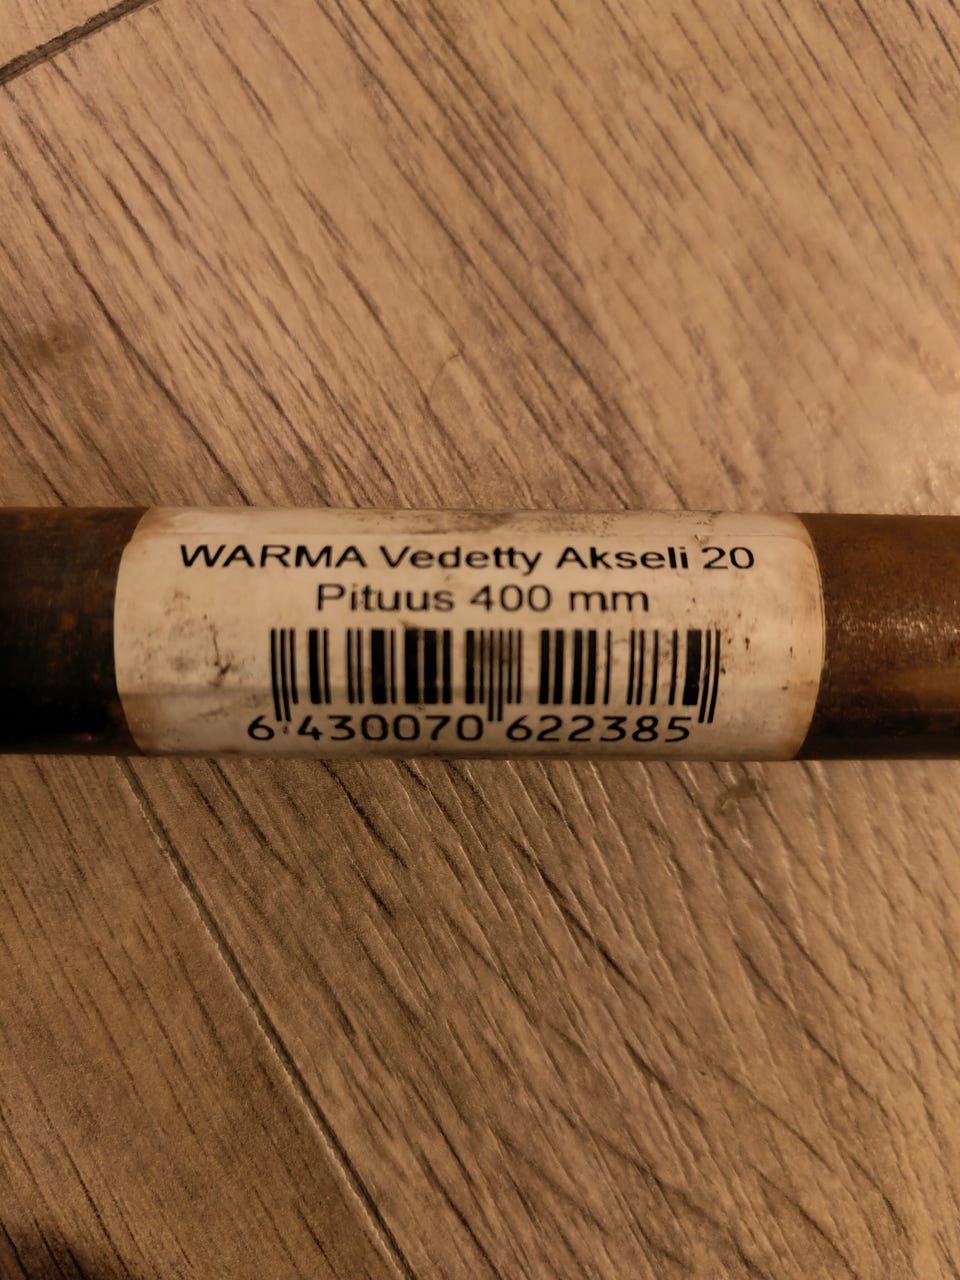 WARMA Vedetty Akseli 20
Pituus 400 mm
6 430070 622385